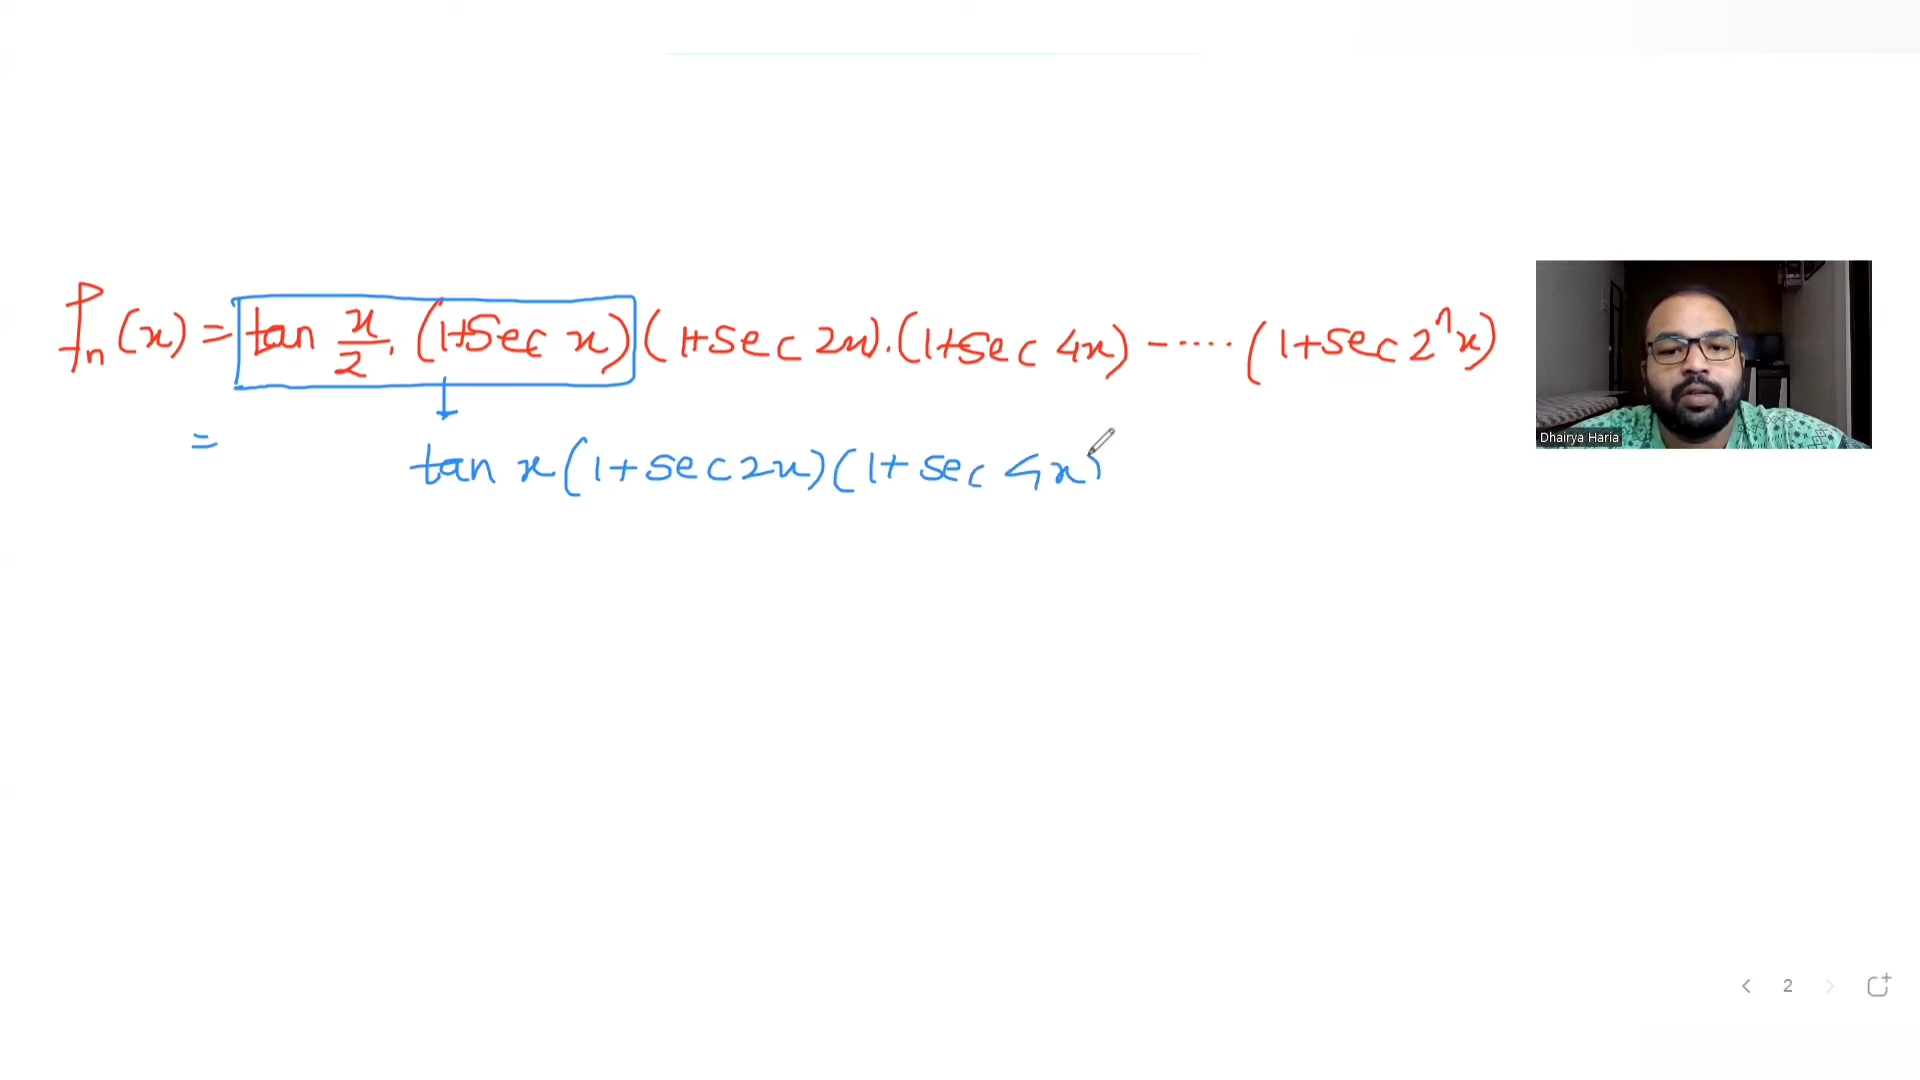 fn(x) = tan x/2 . (1+sec x) (1+sec 2x).(1+sec 4x) -..... (1+sec 2ⁿx)
= tan x (1+sec 2x)(1+sec 4x)
Dhairya Haria
2